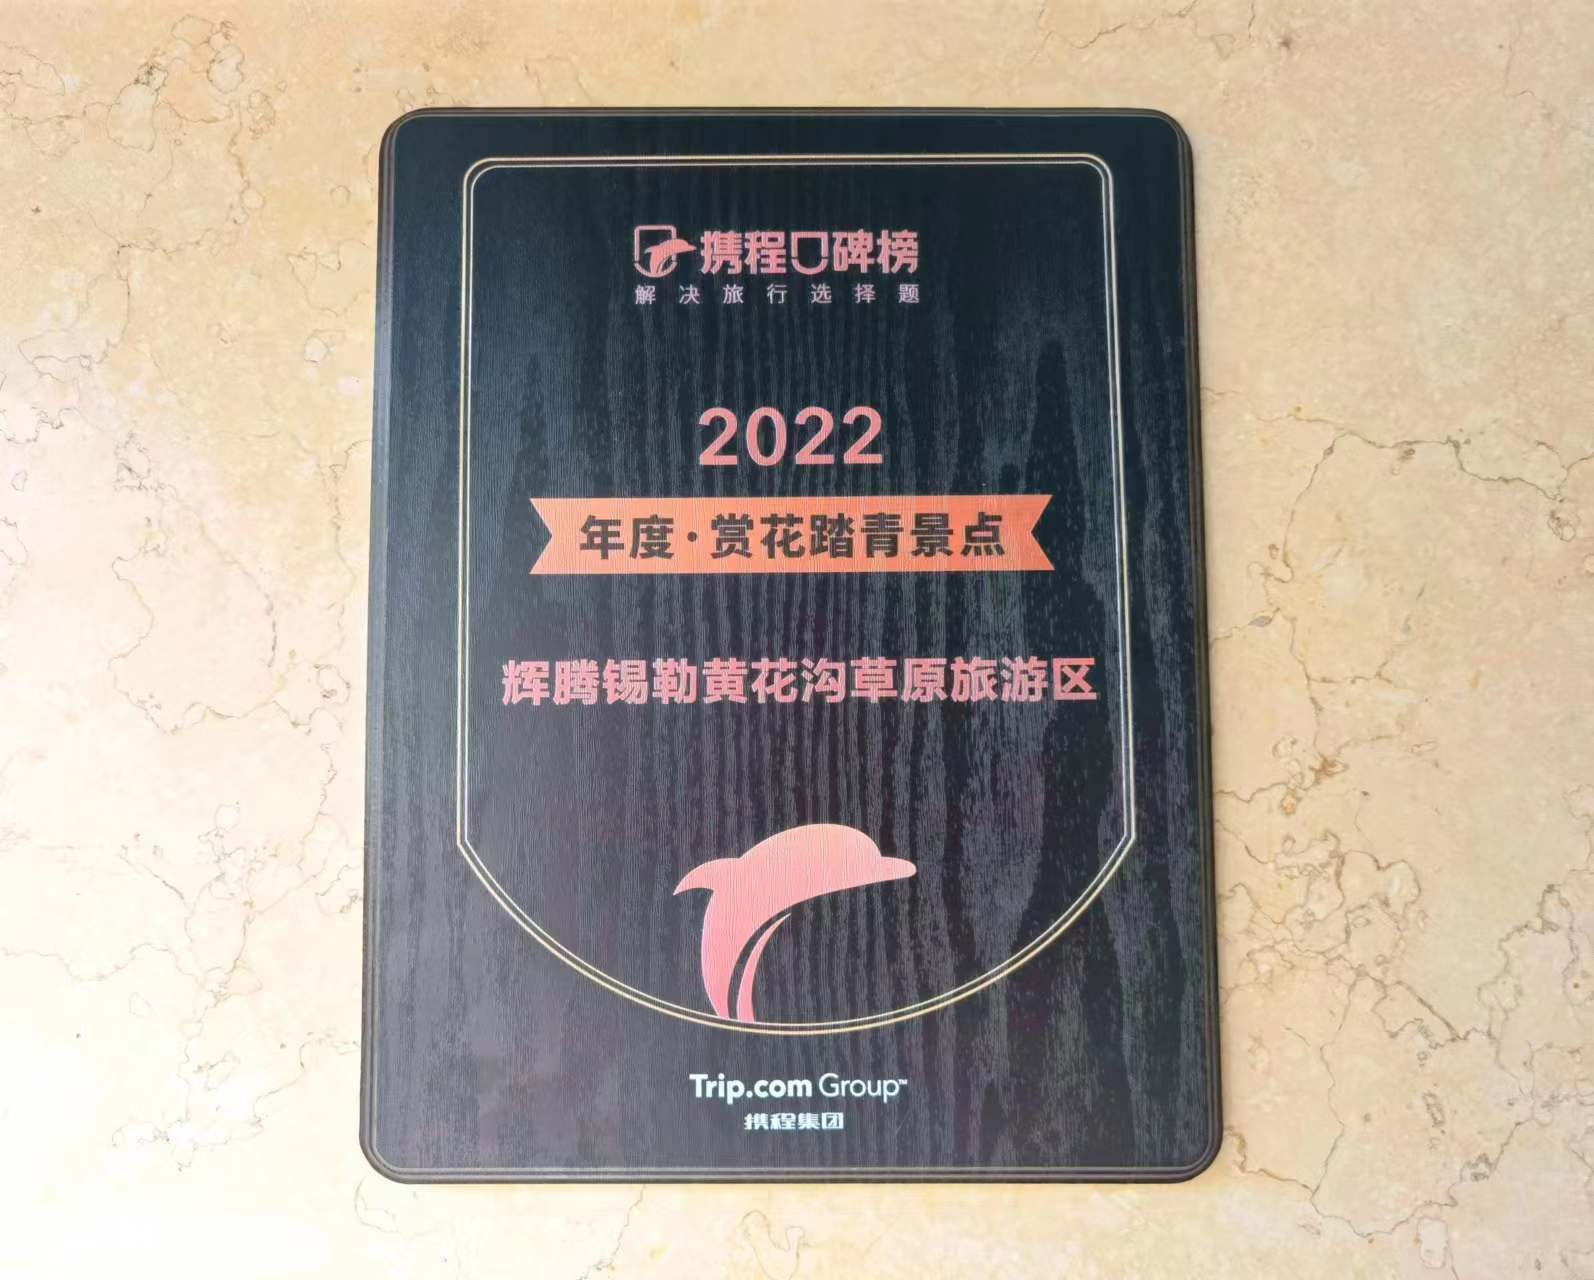 携程口碑榜
解决旅行选择题
2022
年度·赏花踏青景点
辉腾锡勒黄花沟草原旅游区
Trip.com Group™
携程集团